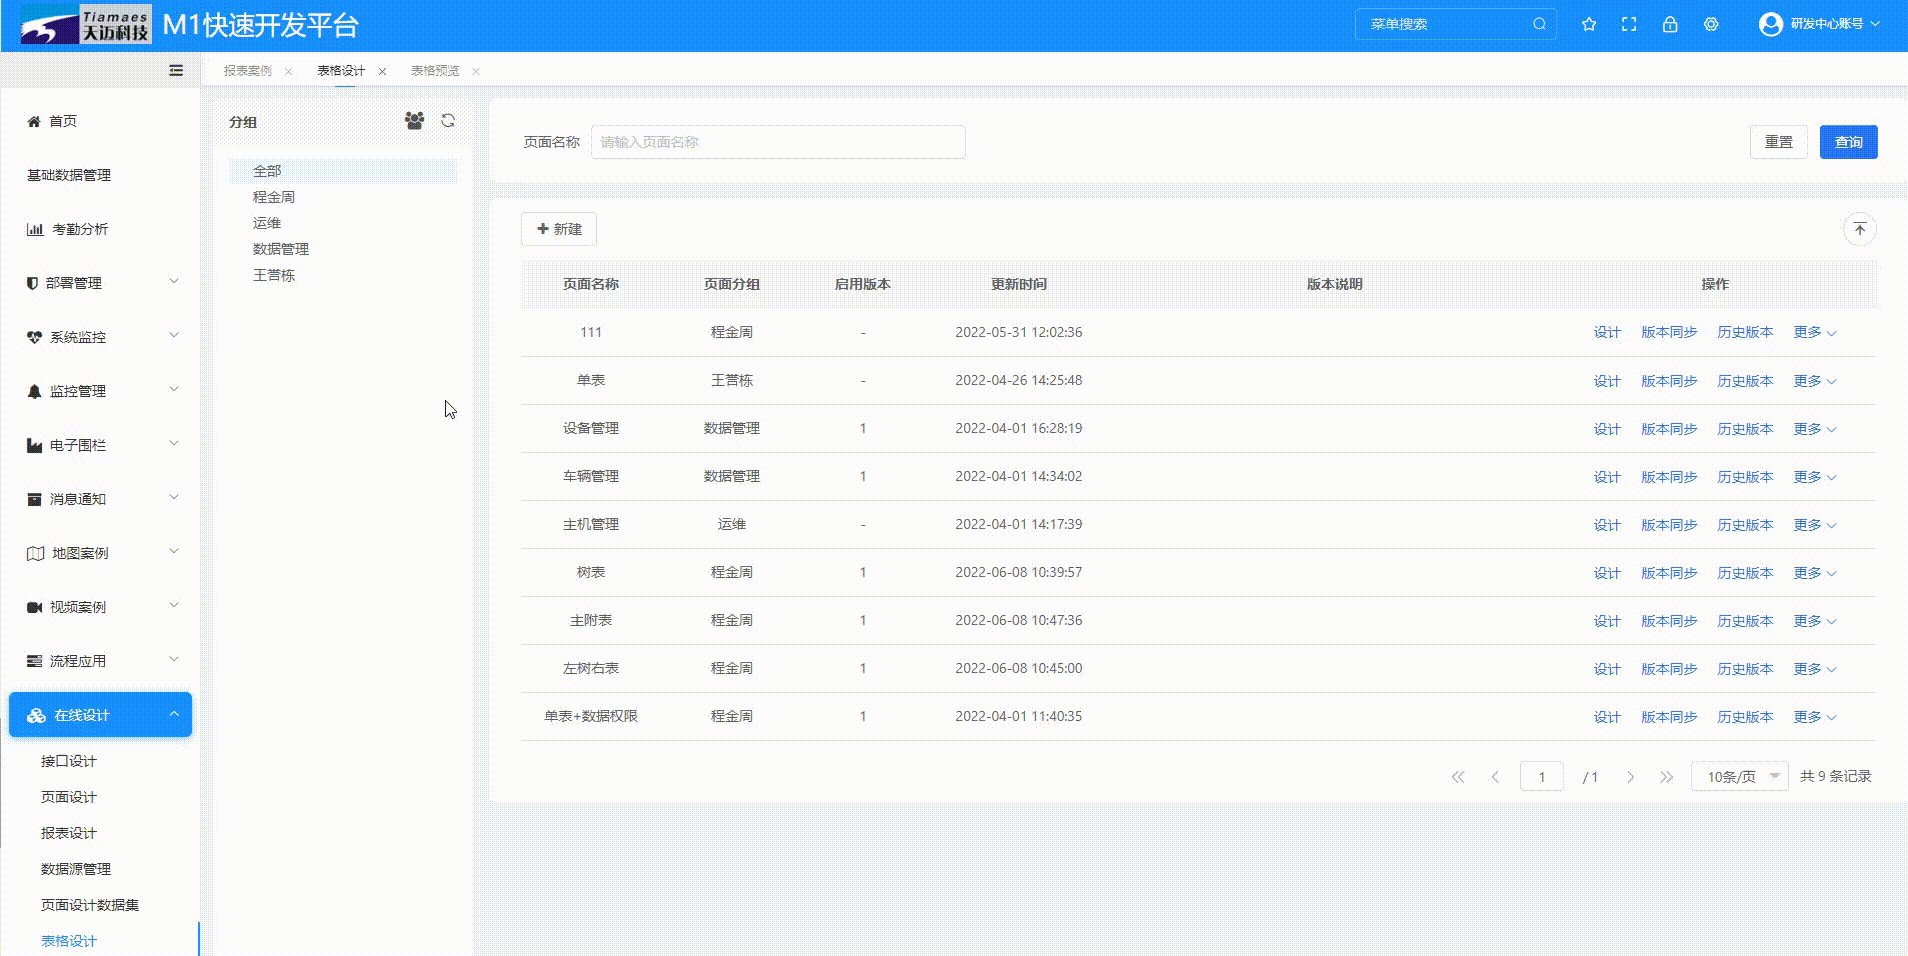 Tiamaes
天迈科技
M1快速开发平台
菜单搜索
研发中心账号
报表案例
表格设计
表格预览
首页
基础数据管理
考勤分析
部署管理
系统监控
监控管理
电子围栏
消息通知
地图案例
视频案例
流程应用
在线设计
接口设计
页面设计
报表设计
数据源管理
页面设计数据集
表格设计
分组
全部
程金周
运维
数据管理
王营栋
页面名称 请输入页面名称 重置 查询
新建
页面名称 页面分组 启用版本 更新时间 版本说明 操作
111 程金周 - 2022-05-31 12:02:36 设计 版本同步 历史版本 更多
单表 王营栋 - 2022-04-26 14:25:48 设计 版本同步 历史版本 更多
设备管理 数据管理 1 2022-04-01 16:28:19 设计 版本同步 历史版本 更多
车辆管理 数据管理 1 2022-04-01 14:34:02 设计 版本同步 历史版本 更多
主机管理 运维 - 2022-04-01 14:17:39 设计 版本同步 历史版本 更多
树表 程金周 1 2022-06-08 10:39:57 设计 版本同步 历史版本 更多
主附表 程金周 1 2022-06-08 10:47:36 设计 版本同步 历史版本 更多
左树右表 程金周 1 2022-06-08 10:45:00 设计 版本同步 历史版本 更多
单表+数据权限 程金周 1 2022-04-01 11:40:35 设计 版本同步 历史版本 更多
1 / 1 10条/页 共 9 条记录